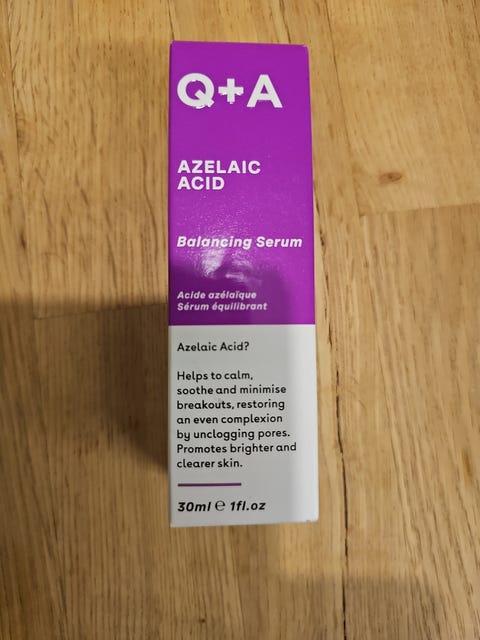 Q+A
AZELAIC
ACID
Balancing Serum
Acide azélaïque
Sérum équilibrant
Azelaic Acid?
Helps to calm,
soothe and minimise
breakouts, restoring
an even complexion
by unclogging pores.
Promotes brighter and
clearer skin.
30ml ℮ 1fl.oz